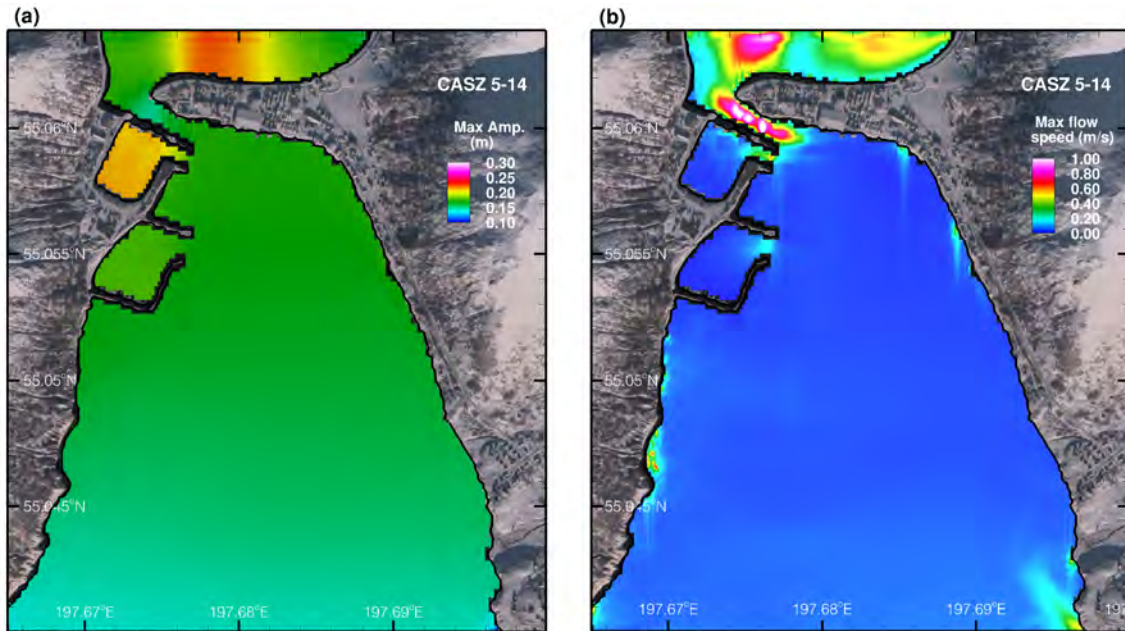 (a)
CASZ 5-14
Max Amp.
(m)
0.30
0.25
0.20
0.15
0.10
55.06°N
55.055°N
55.05°N
55.045°N
197.67°E
197.68°E
197.69°E
(b)
CASZ 5-14
Max flow
speed (m/s)
1.00
0.80
0.60
0.40
0.20
0.00
55.06°N
55.055°N
55.05°N
55.045°N
197.67°E
197.68°E
197.69°E